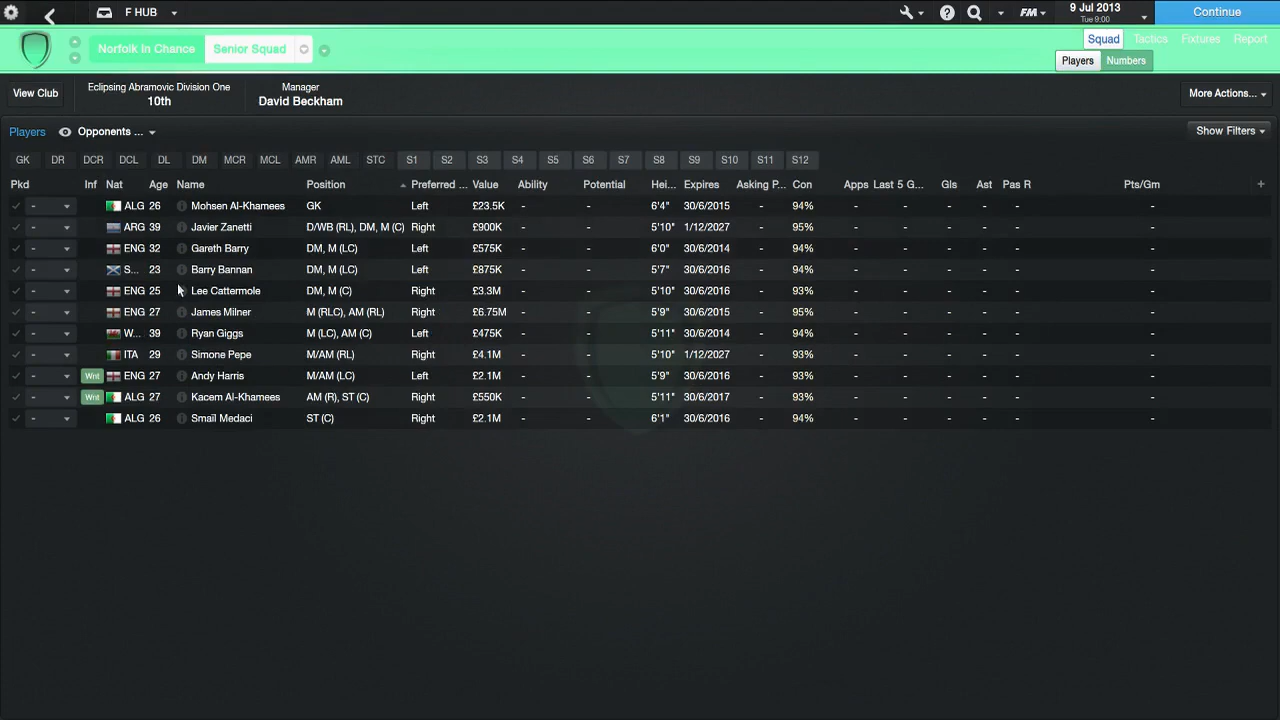 F HUB FM 9 Jul 2013 Continue
Tue 9:00
Norfolk In Chance Senior Squad Squad Tactics Fixtures Report
Players Numbers
View Club Eclipsing Abramovic Division One Manager More Actions...
10th David Beckham
Players Opponents ... Show Filters
GK DR DCR DCL DL DM MCR MCL AMR AML STC S1 S2 S3 S4 S5 S6 S7 S8 S9 S10 S11 S12
Pkd Inf Nat Age Name Position Preferred ... Value Ability Potential Hei... Expires Asking P... Con Apps Last 5 G... Gls Ast Pas R Pts/Gm +
- ALG 26 Mohsen Al-Khamees GK Left £23.5K - - 6'4" 30/6/2015 - 94% - - - - - -
- ARG 39 Javier Zanetti D/WB (RL), DM, M (C) Right £900K - - 5'10" 1/12/2027 - 95% - - - - - -
- ENG 32 Gareth Barry DM, M (LC) Left £575K - - 6'0" 30/6/2014 - 94% - - - - - -
- S... 23 Barry Bannan DM, M (LC) Left £875K - - 5'7" 30/6/2016 - 94% - - - - - -
- ENG 25 Lee Cattermole DM, M (C) Right £3.3M - - 5'10" 30/6/2016 - 93% - - - - - -
- ENG 27 James Milner M (RLC), AM (RL) Right £6.75M - - 5'9" 30/6/2015 - 95% - - - - - -
- W... 39 Ryan Giggs M (LC), AM (C) Left £475K - - 5'11" 30/6/2014 - 94% - - - - - -
- ITA 29 Simone Pepe M/AM (RL) Right £4.1M - - 5'10" 1/12/2027 - 93% - - - - - -
- Wnt ENG 27 Andy Harris M/AM (LC) Left £2.1M - - 5'9" 30/6/2016 - 93% - - - - - -
- Wnt ALG 27 Kacem Al-Khamees AM (R), ST (C) Right £550K - - 5'11" 30/6/2017 - 93% - - - - - -
- ALG 26 Smaïl Medaci ST (C) Right £2.1M - - 6'1" 30/6/2016 - 94% - - - - - -